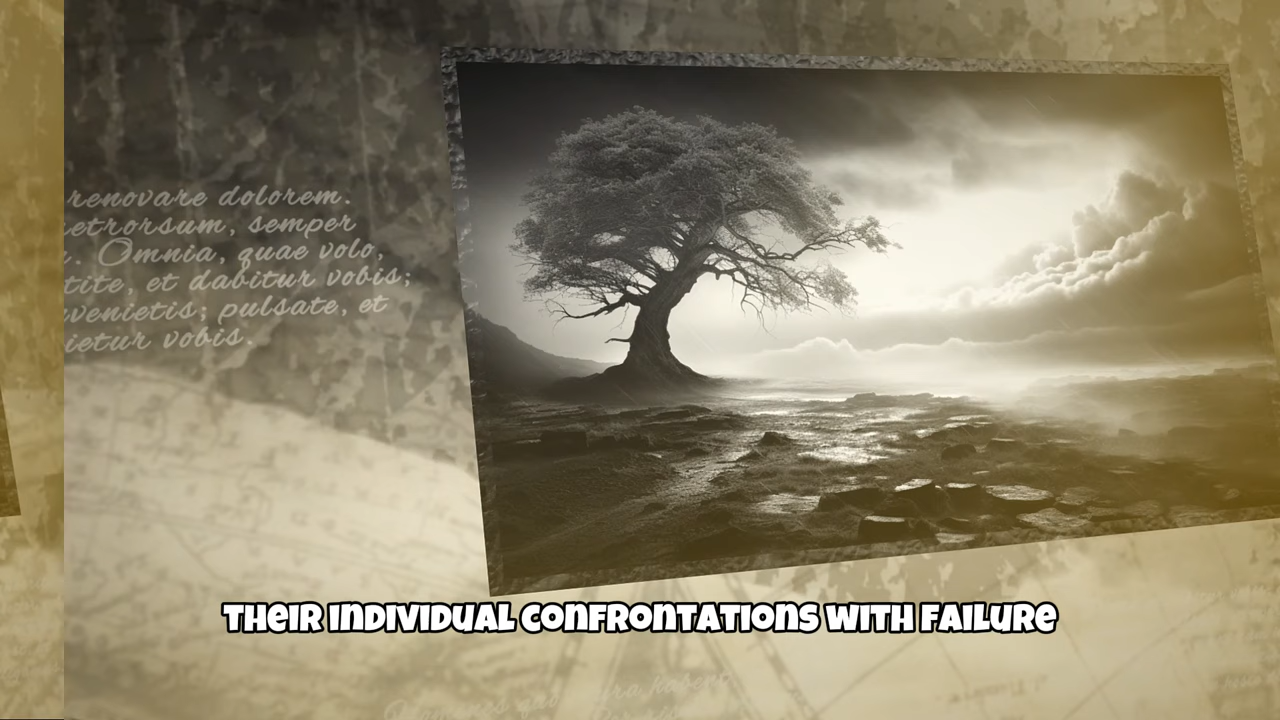 renovare dolorem.
etrorsum, semper
. Omnia, quae volo,
tite, et dabitur vobis;
venietis; pulsate, et
ietur vobis.
THEIR INDIVIDUAL CONFRONTATIONS WITH FAILURE